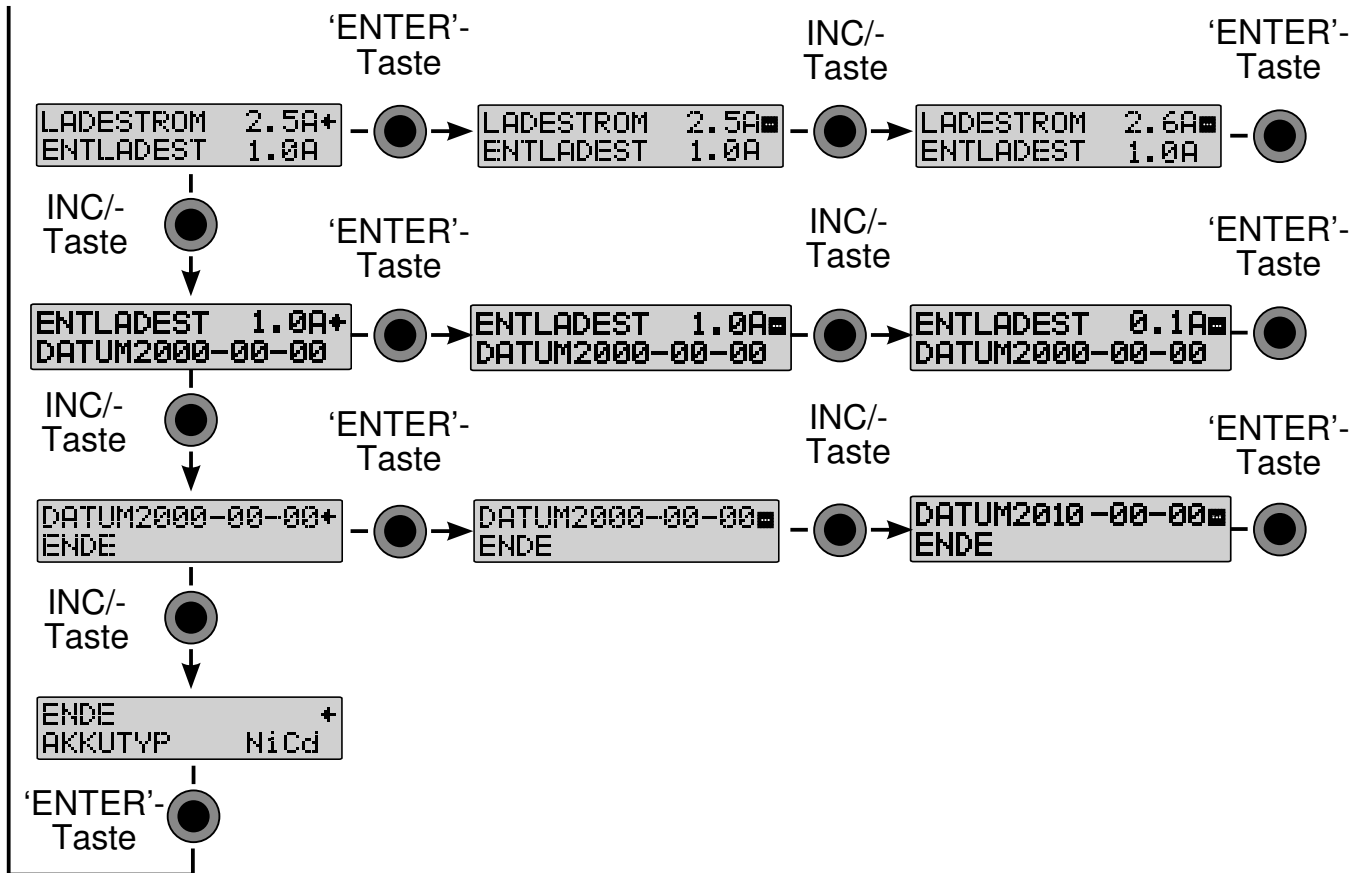 ‘ENTER’-
Taste
INC/-
Taste
‘ENTER’-
Taste
LADESTROM 2.5A
ENTLADEST 1.0A
LADESTROM 2.5A
ENTLADEST 1.0A
LADESTROM 2.6A
ENTLADEST 1.0A
INC/-
Taste
‘ENTER’-
Taste
INC/-
Taste
‘ENTER’-
Taste
ENTLADEST 1.0A
DATUM2000-00-00
ENTLADEST 1.0A
DATUM2000-00-00
ENTLADEST 0.1A
DATUM2000-00-00
INC/-
Taste
‘ENTER’-
Taste
INC/-
Taste
‘ENTER’-
Taste
DATUM2000-00-00
ENDE
DATUM2000-00-00
ENDE
DATUM2010-00-00
ENDE
INC/-
Taste
ENDE
AKKUTYP NiCd
‘ENTER’-
Taste